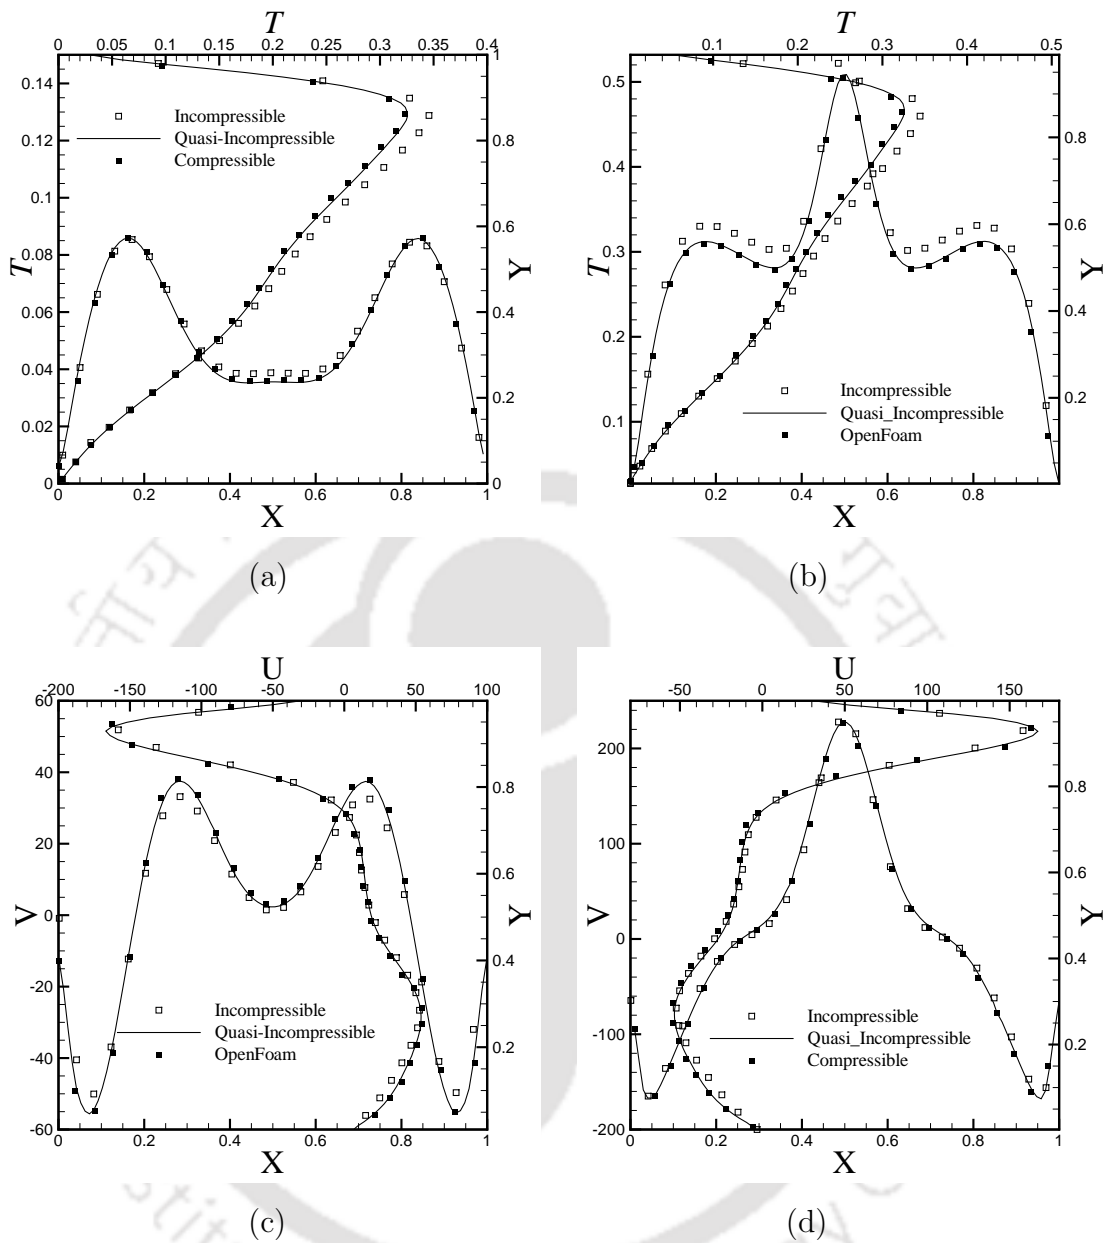 T
T
0 0.05 0.1 0.15 0.2 0.25 0.3 0.35 0.4
0.1 0.2 0.3 0.4 0.5
0.14
0.12
0.1
0.08
0.06
0.04
0.02
0
T
Incompressible
Quasi-Incompressible
Compressible
1
0.8
0.6
0.4
0.2
0
Y
0 0.2 0.4 0.6 0.8 1
X
(a)
0.5
0.4
0.3
0.2
0.1
T
Incompressible
Quasi_Incompressible
OpenFoam
0.8
0.6
0.4
0.2
Y
0.2 0.4 0.6 0.8
X
(b)
U
U
-200 -150 -100 -50 0 50 100
-50 0 50 100 150
60
40
20
0
-20
-40
-60
V
Incompressible
Quasi-Incompressible
OpenFoam
0.8
0.6
0.4
0.2
Y
0 0.2 0.4 0.6 0.8 1
X
(c)
200
100
0
-100
-200
V
Incompressible
Quasi_Incompressible
Compressible
0.8
0.6
0.4
0.2
Y
0 0.2 0.4 0.6 0.8 1
X
(d)